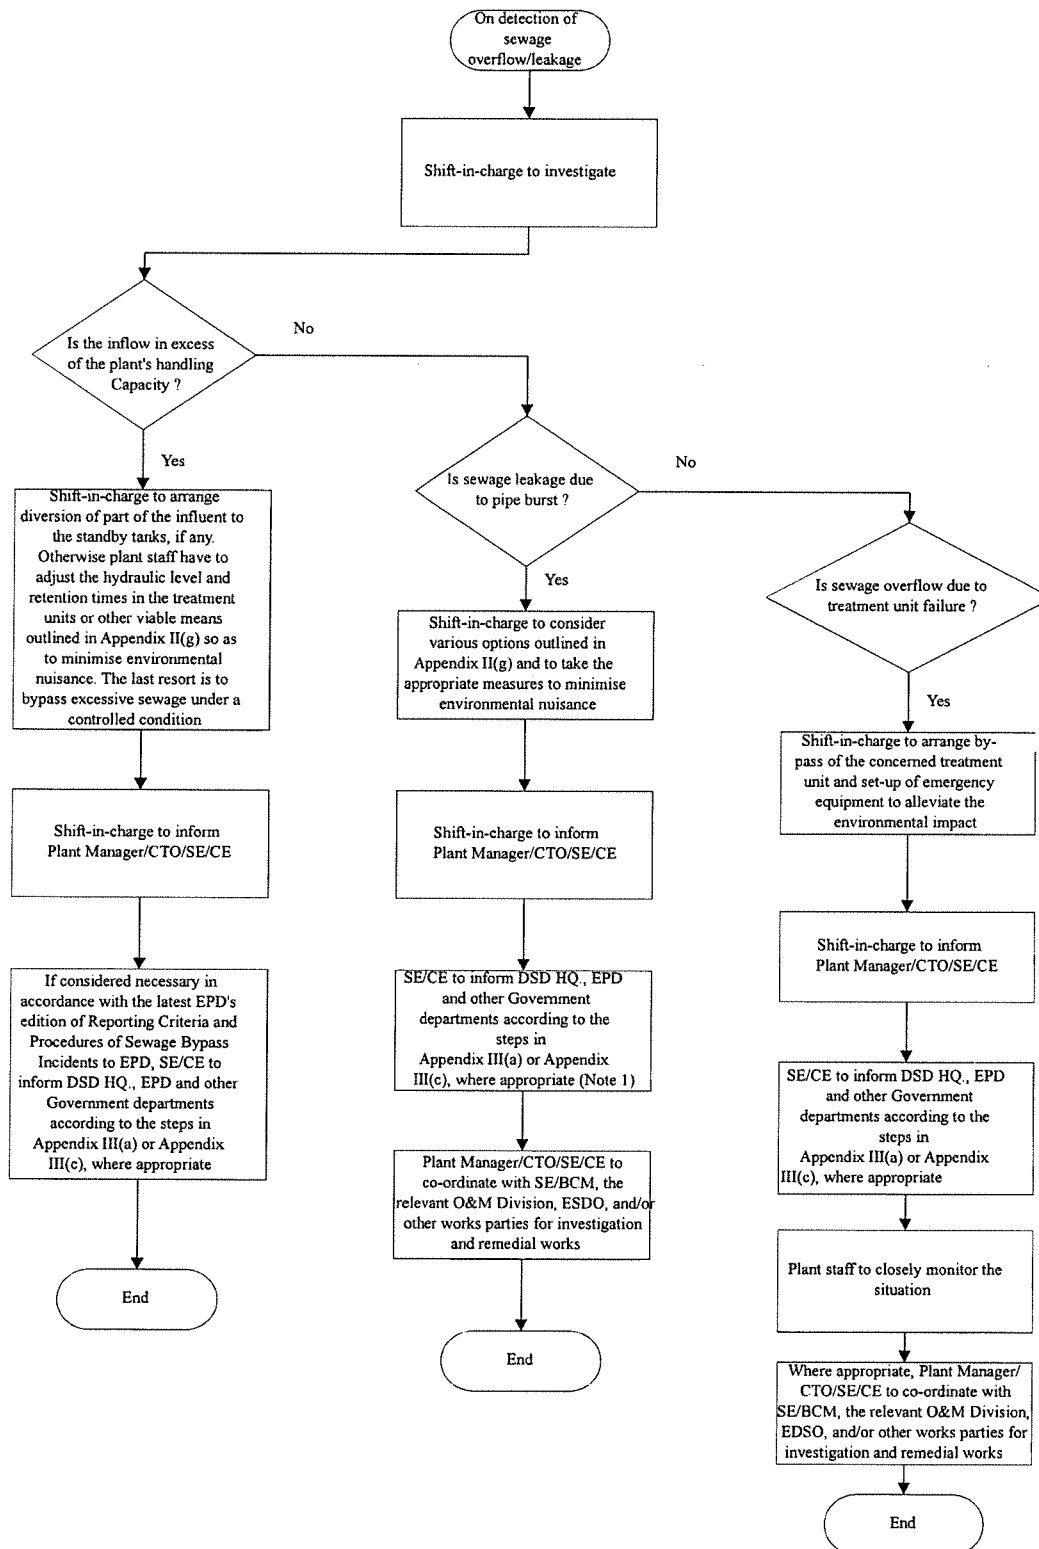 On detection of
sewage
overflow/leakage
Shift-in-charge to investigate
Is the inflow in excess
of the plant's handling
Capacity ?
No
Yes
Is sewage leakage due
to pipe burst ?
No
Yes
Is sewage overflow due to
treatment unit failure ?
Yes
Shift-in-charge to arrange
diversion of part of the influent to
the standby tanks, if any.
Otherwise plant staff have to
adjust the hydraulic level and
retention times in the treatment
units or other viable means
outlined in Appendix II(g) so as
to minimise environmental
nuisance. The last resort is to
bypass excessive sewage under a
controlled condition
Shift-in-charge to inform
Plant Manager/CTO/SE/CE
If considered necessary in
accordance with the latest EPD's
edition of Reporting Criteria and
Procedures of Sewage Bypass
Incidents to EPD, SE/CE to
inform DSD HQ., EPD and other
Government departments
according to the steps in
Appendix III(a) or Appendix
III(c), where appropriate
End
Shift-in-charge to consider
various options outlined in
Appendix II(g) and to take the
appropriate measures to minimise
environmental nuisance
Shift-in-charge to inform
Plant Manager/CTO/SE/CE
SE/CE to inform DSD HQ., EPD
and other Government
departments according to the
steps in
Appendix III(a) or Appendix
III(c), where appropriate (Note 1)
Plant Manager/CTO/SE/CE to
co-ordinate with SE/BCM, the
relevant O&M Division, ESDO, and/or
other works parties for investigation
and remedial works
End
Shift-in-charge to arrange by-
pass of the concerned treatment
unit and set-up of emergency
equipment to alleviate the
environmental impact
Shift-in-charge to inform
Plant Manager/CTO/SE/CE
SE/CE to inform DSD HQ., EPD
and other Government
departments according to the
steps in
Appendix III(a) or Appendix
III(c), where appropriate
Plant staff to closely monitor the
situation
Where appropriate, Plant Manager/
CTO/SE/CE to co-ordinate with
SE/BCM, the relevant O&M Division,
EDSO, and/or other works parties for
investigation and remedial works
End